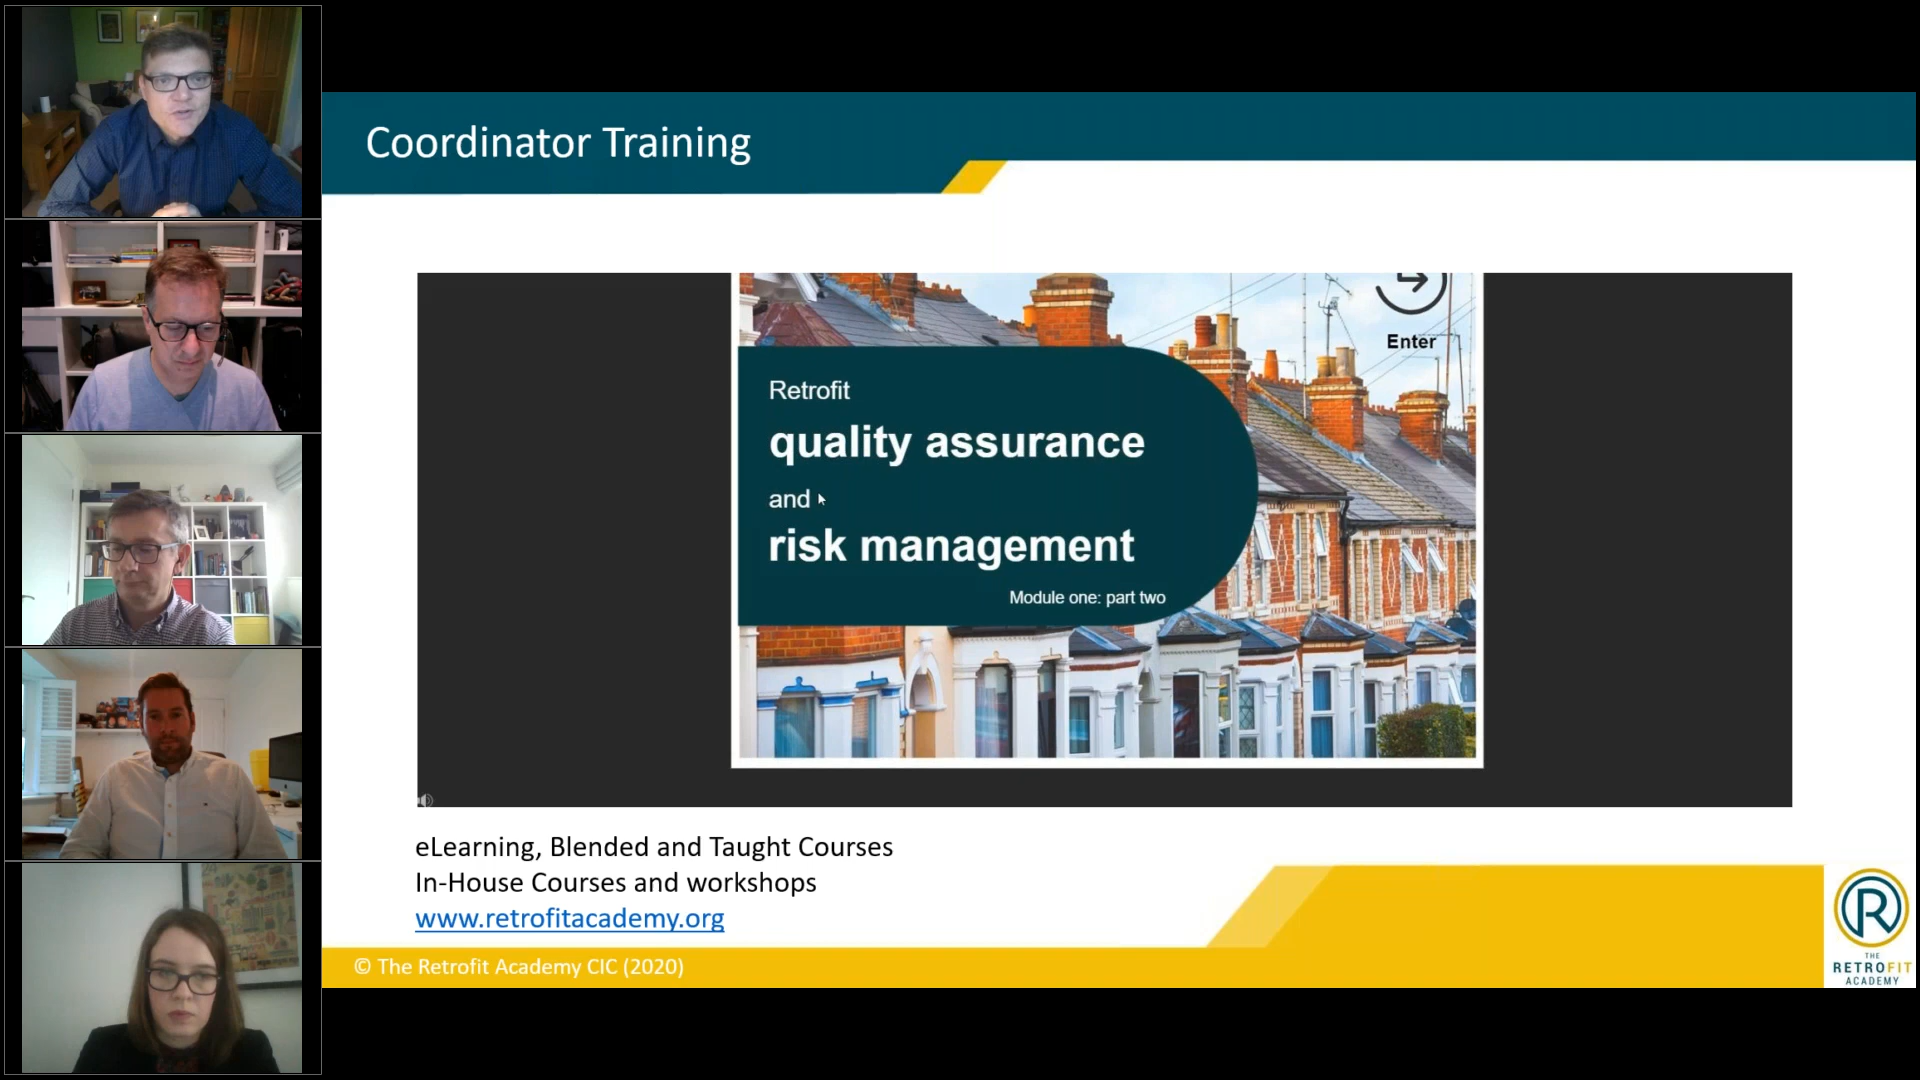 Coordinator Training
Enter
Retrofit
quality assurance
and
risk management
Module one: part two
eLearning, Blended and Taught Courses
In-House Courses and workshops
www.retrofitacademy.org
© The Retrofit Academy CIC (2020)
R
THE
RETROFIT
ACADEMY